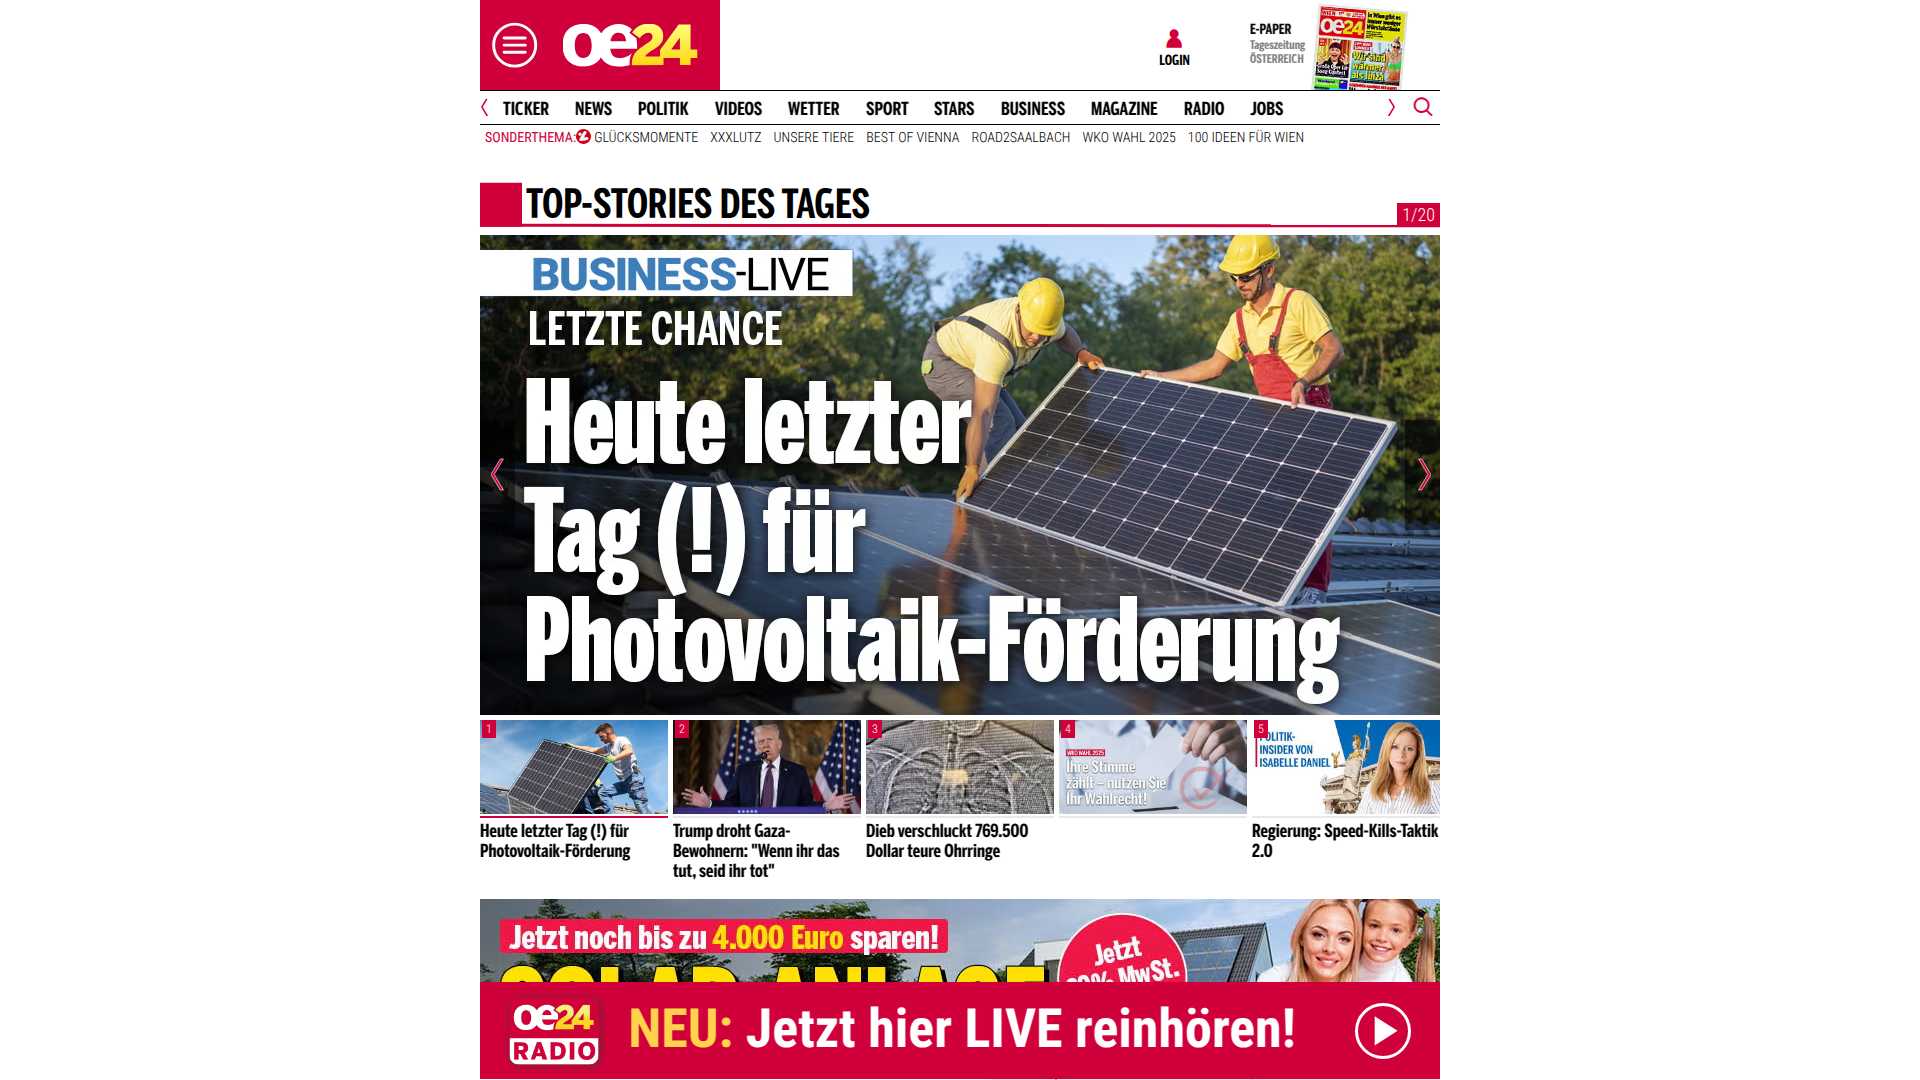 oe24
LOGIN
E-PAPER
Tageszeitung
ÖSTERREICH
oe24
TICKER NEWS POLITIK VIDEOS WETTER SPORT STARS BUSINESS MAGAZINE RADIO JOBS
SONDERTHEMA: GLÜCKSMOMENTE XXXLUTZ UNSERE TIERE BEST OF VIENNA ROAD2SAALBACH WKO WAHL 2025 100 IDEEN FÜR WIEN
TOP-STORIES DES TAGES
1/20
BUSINESS-LIVE
LETZTE CHANCE
Heute letzter
Tag (!) für
Photovoltaik-Förderung
1
2
3
4
5
WKO WAHL 2025
Ihre Stimme
zählt – nutzen Sie
Ihr Wahlrecht!
POLITIK-
INSIDER VON
ISABELLE DANIEL
Heute letzter Tag (!) für
Photovoltaik-Förderung
Trump droht Gaza-
Bewohnern: "Wenn ihr das
tut, seid ihr tot"
Dieb verschluckt 769.500
Dollar teure Ohrringe
Regierung: Speed-Kills-Taktik
2.0
Jetzt noch bis zu 4.000 Euro sparen!
Jetzt
MwSt.
oe24
RADIO
NEU: Jetzt hier LIVE reinhören!